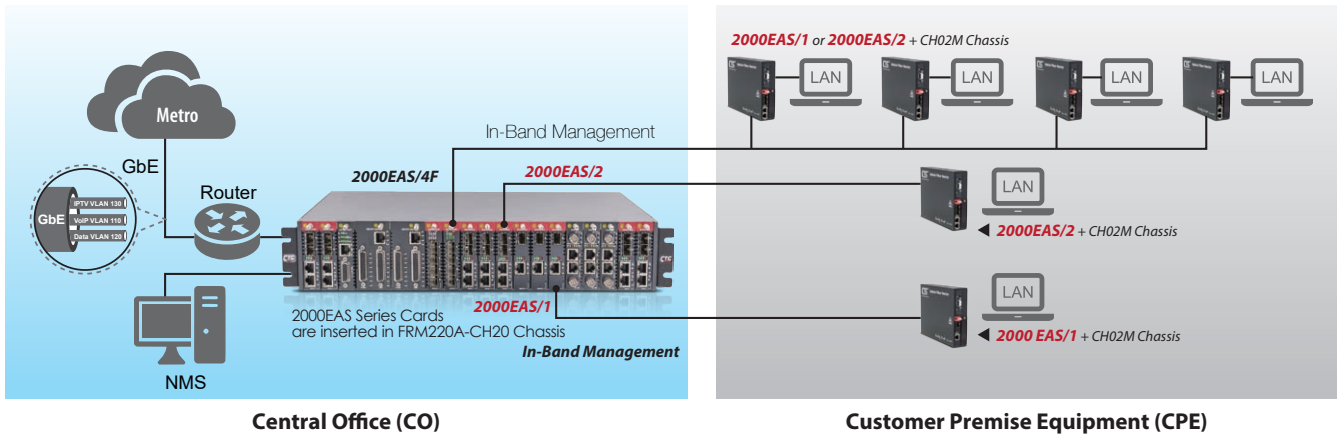 Metro
GbE
GbE
IPTV VLAN 130
VoIP VLAN 110
Data VLAN 120
Router
NMS
2000EAS/4F
In-Band Management
2000EAS/2
CTC
2000EAS/1
2000EAS Series Cards
are inserted in FRM220A-CH20 Chassis
In-Band Management
Central Office (CO)
2000EAS/1 or 2000EAS/2 + CH02M Chassis
LAN
LAN
LAN
LAN
LAN
2000EAS/2 + CH02M Chassis
LAN
2000 EAS/1 + CH02M Chassis
Customer Premise Equipment (CPE)